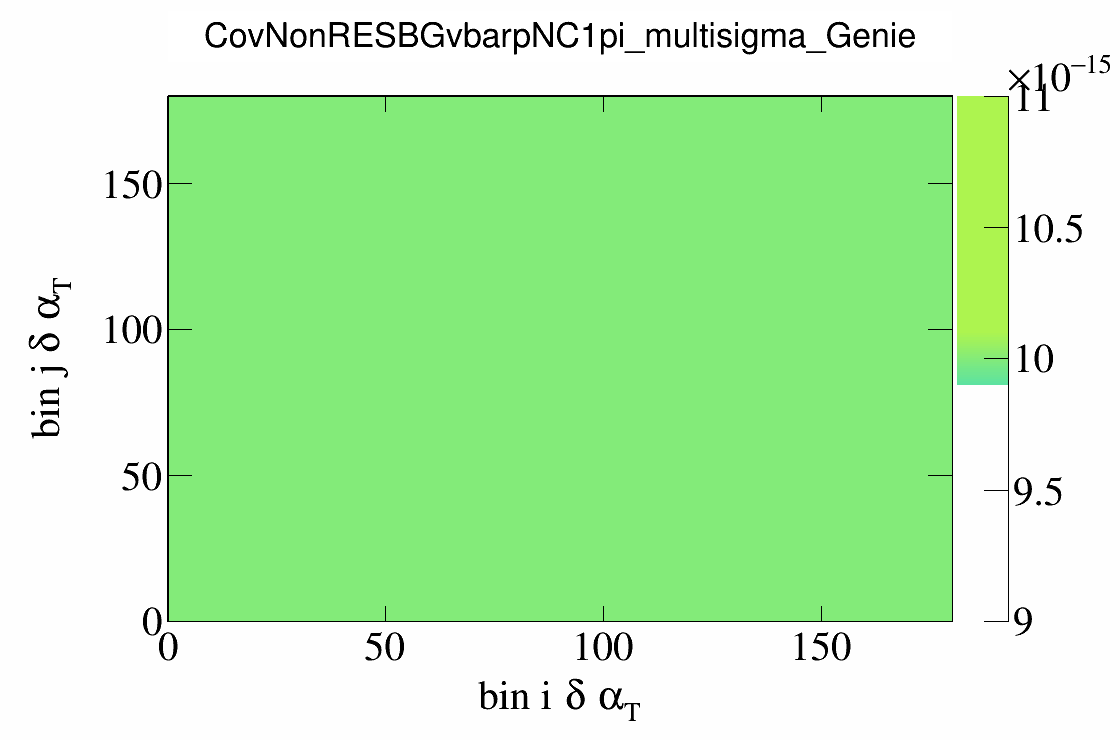 CovNonRESBGvbarpNC1pi_multisigma_Genie
×10⁻¹⁵
11
10.5
10
9.5
9
150
100
50
0
0 50 100 150
bin j δ α_T
bin i δ α_T